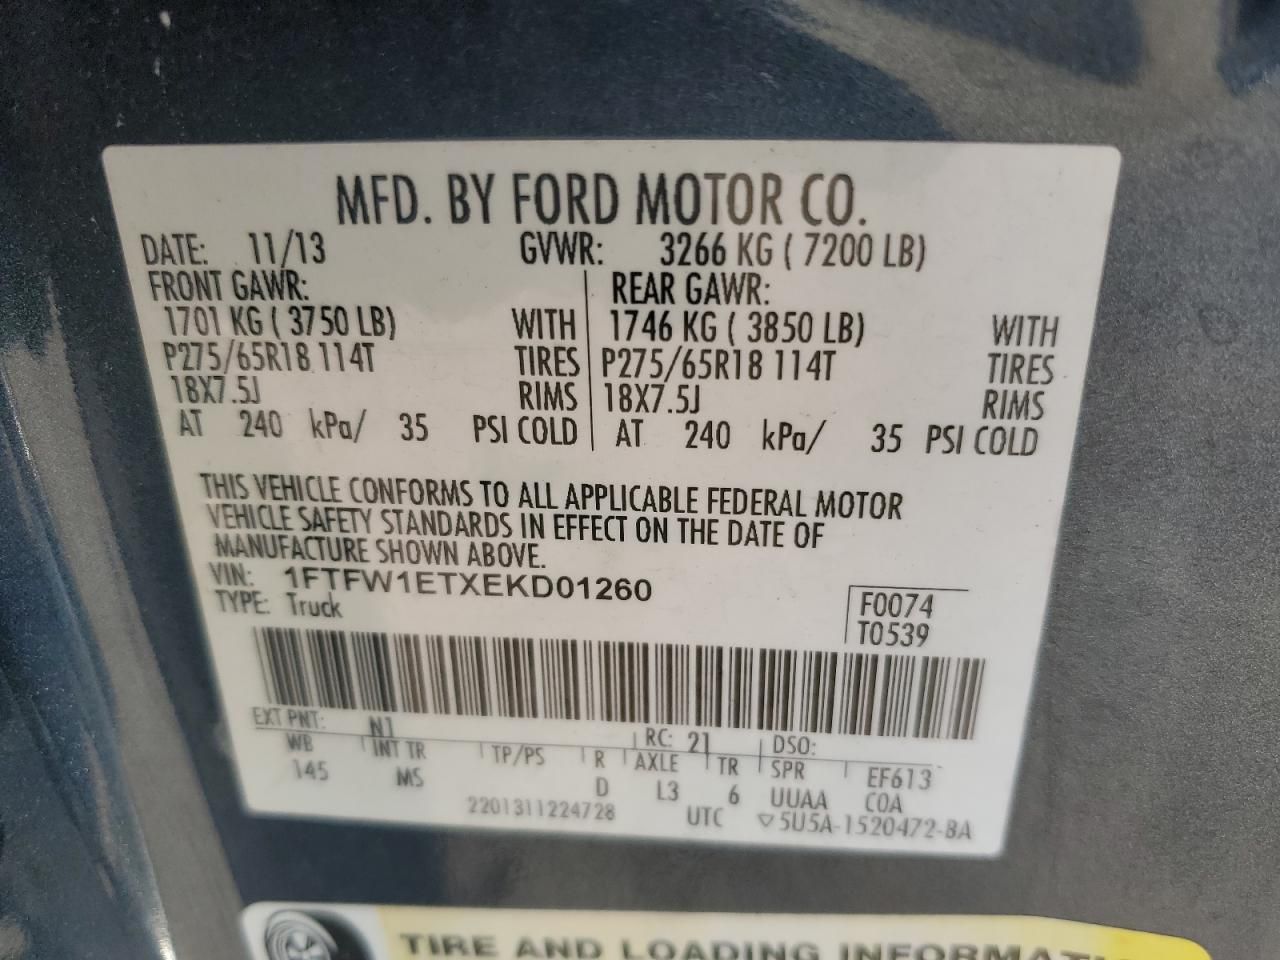 MFD. BY FORD MOTOR CO.
DATE: 11/13 GVWR: 3266 KG ( 7200 LB)
FRONT GAWR: REAR GAWR:
1701 KG ( 3750 LB) WITH 1746 KG ( 3850 LB) WITH
P275/65R18 114T TIRES P275/65R18 114T TIRES
18X7.5J RIMS 18X7.5J RIMS
AT 240 kPa/ 35 PSI COLD AT 240 kPa/ 35 PSI COLD
THIS VEHICLE CONFORMS TO ALL APPLICABLE FEDERAL MOTOR
VEHICLE SAFETY STANDARDS IN EFFECT ON THE DATE OF
MANUFACTURE SHOWN ABOVE.
VIN: 1FTFW1ETXEKD01260
TYPE: Truck
F0074
T0539
EXT PNT: N1 RC: 21 DSO:
WB INT TR TP/PS R AXLE TR SPR EF613
145 MS D L3 6 UUAA C0A
2201311224728 UTC ▽5U5A-1520472-BA
TIRE AND LOADING INFORMATI